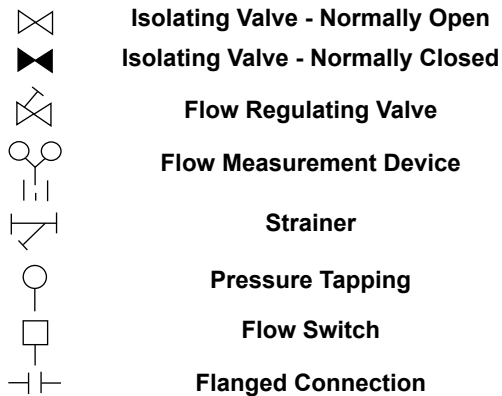 Isolating Valve - Normally Open
Isolating Valve - Normally Closed
Flow Regulating Valve
Flow Measurement Device
Strainer
Pressure Tapping
Flow Switch
Flanged Connection